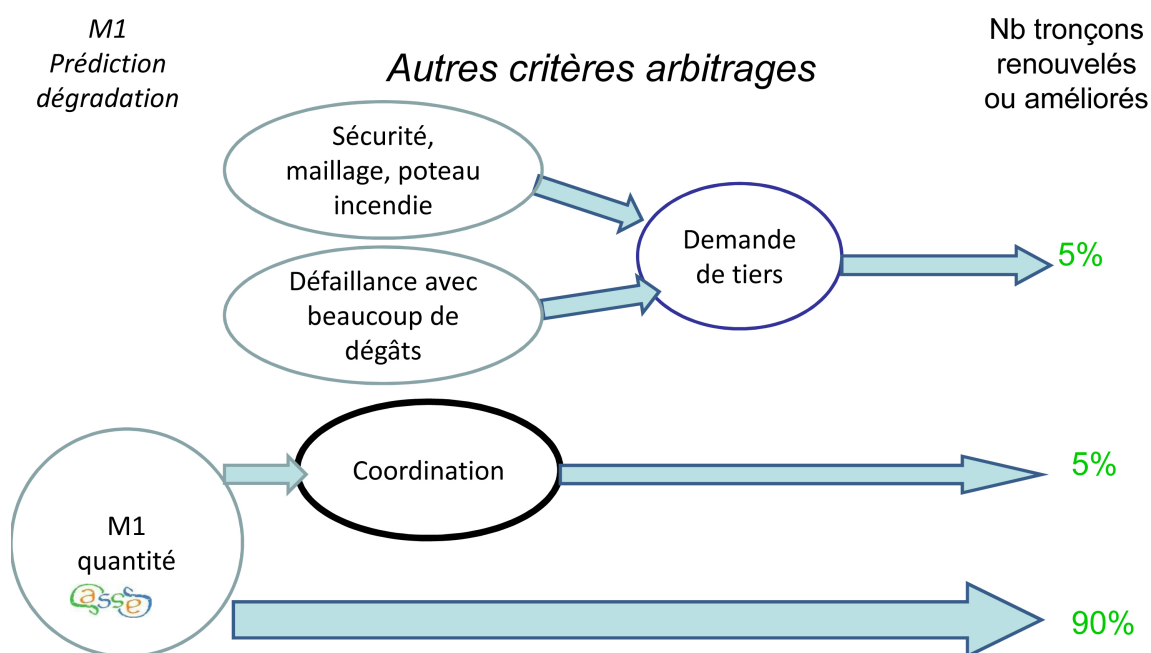 M1
Prédiction
dégradation
Autres critères arbitrages
Nb tronçons
renouvelés
ou améliorés
Sécurité,
maillage, poteau
incendie
Défaillance avec
beaucoup de
dégâts
Demande
de tiers
5%
Coordination
5%
M1
quantité
casse
90%